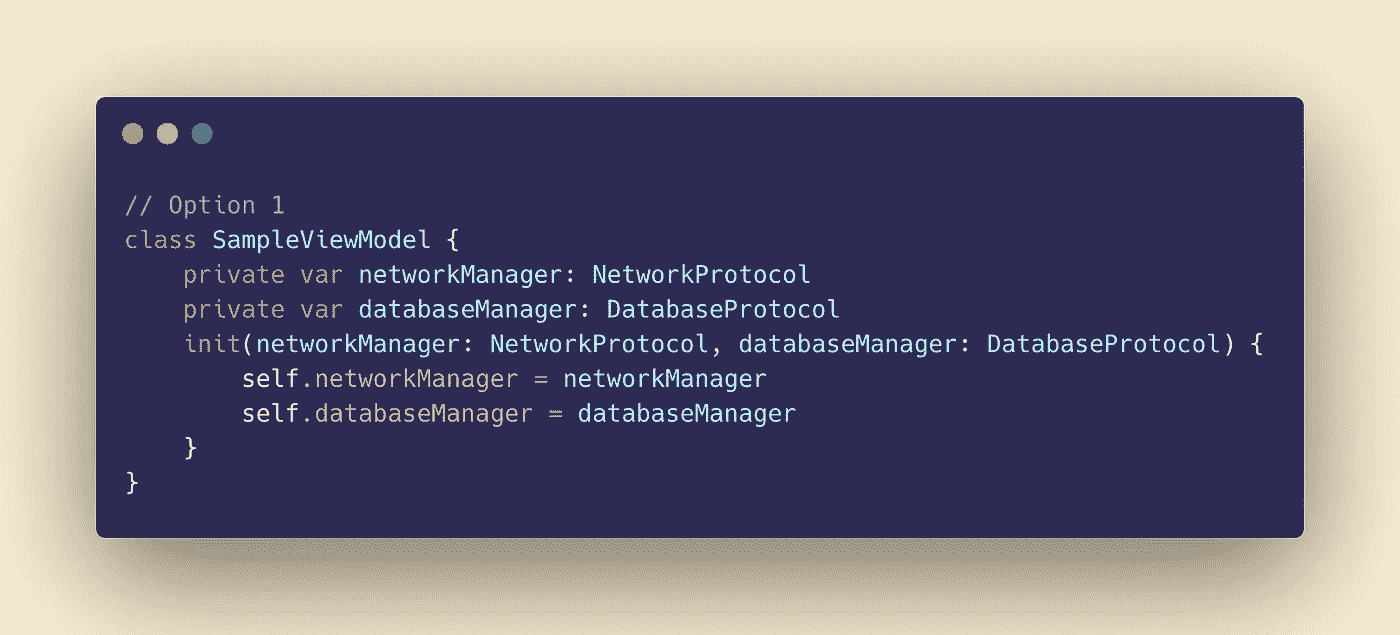 // Option 1
class SampleViewModel {
    private var networkManager: NetworkProtocol
    private var databaseManager: DatabaseProtocol
    init(networkManager: NetworkProtocol, databaseManager: DatabaseProtocol) {
        self.networkManager = networkManager
        self.databaseManager = databaseManager
    }
}